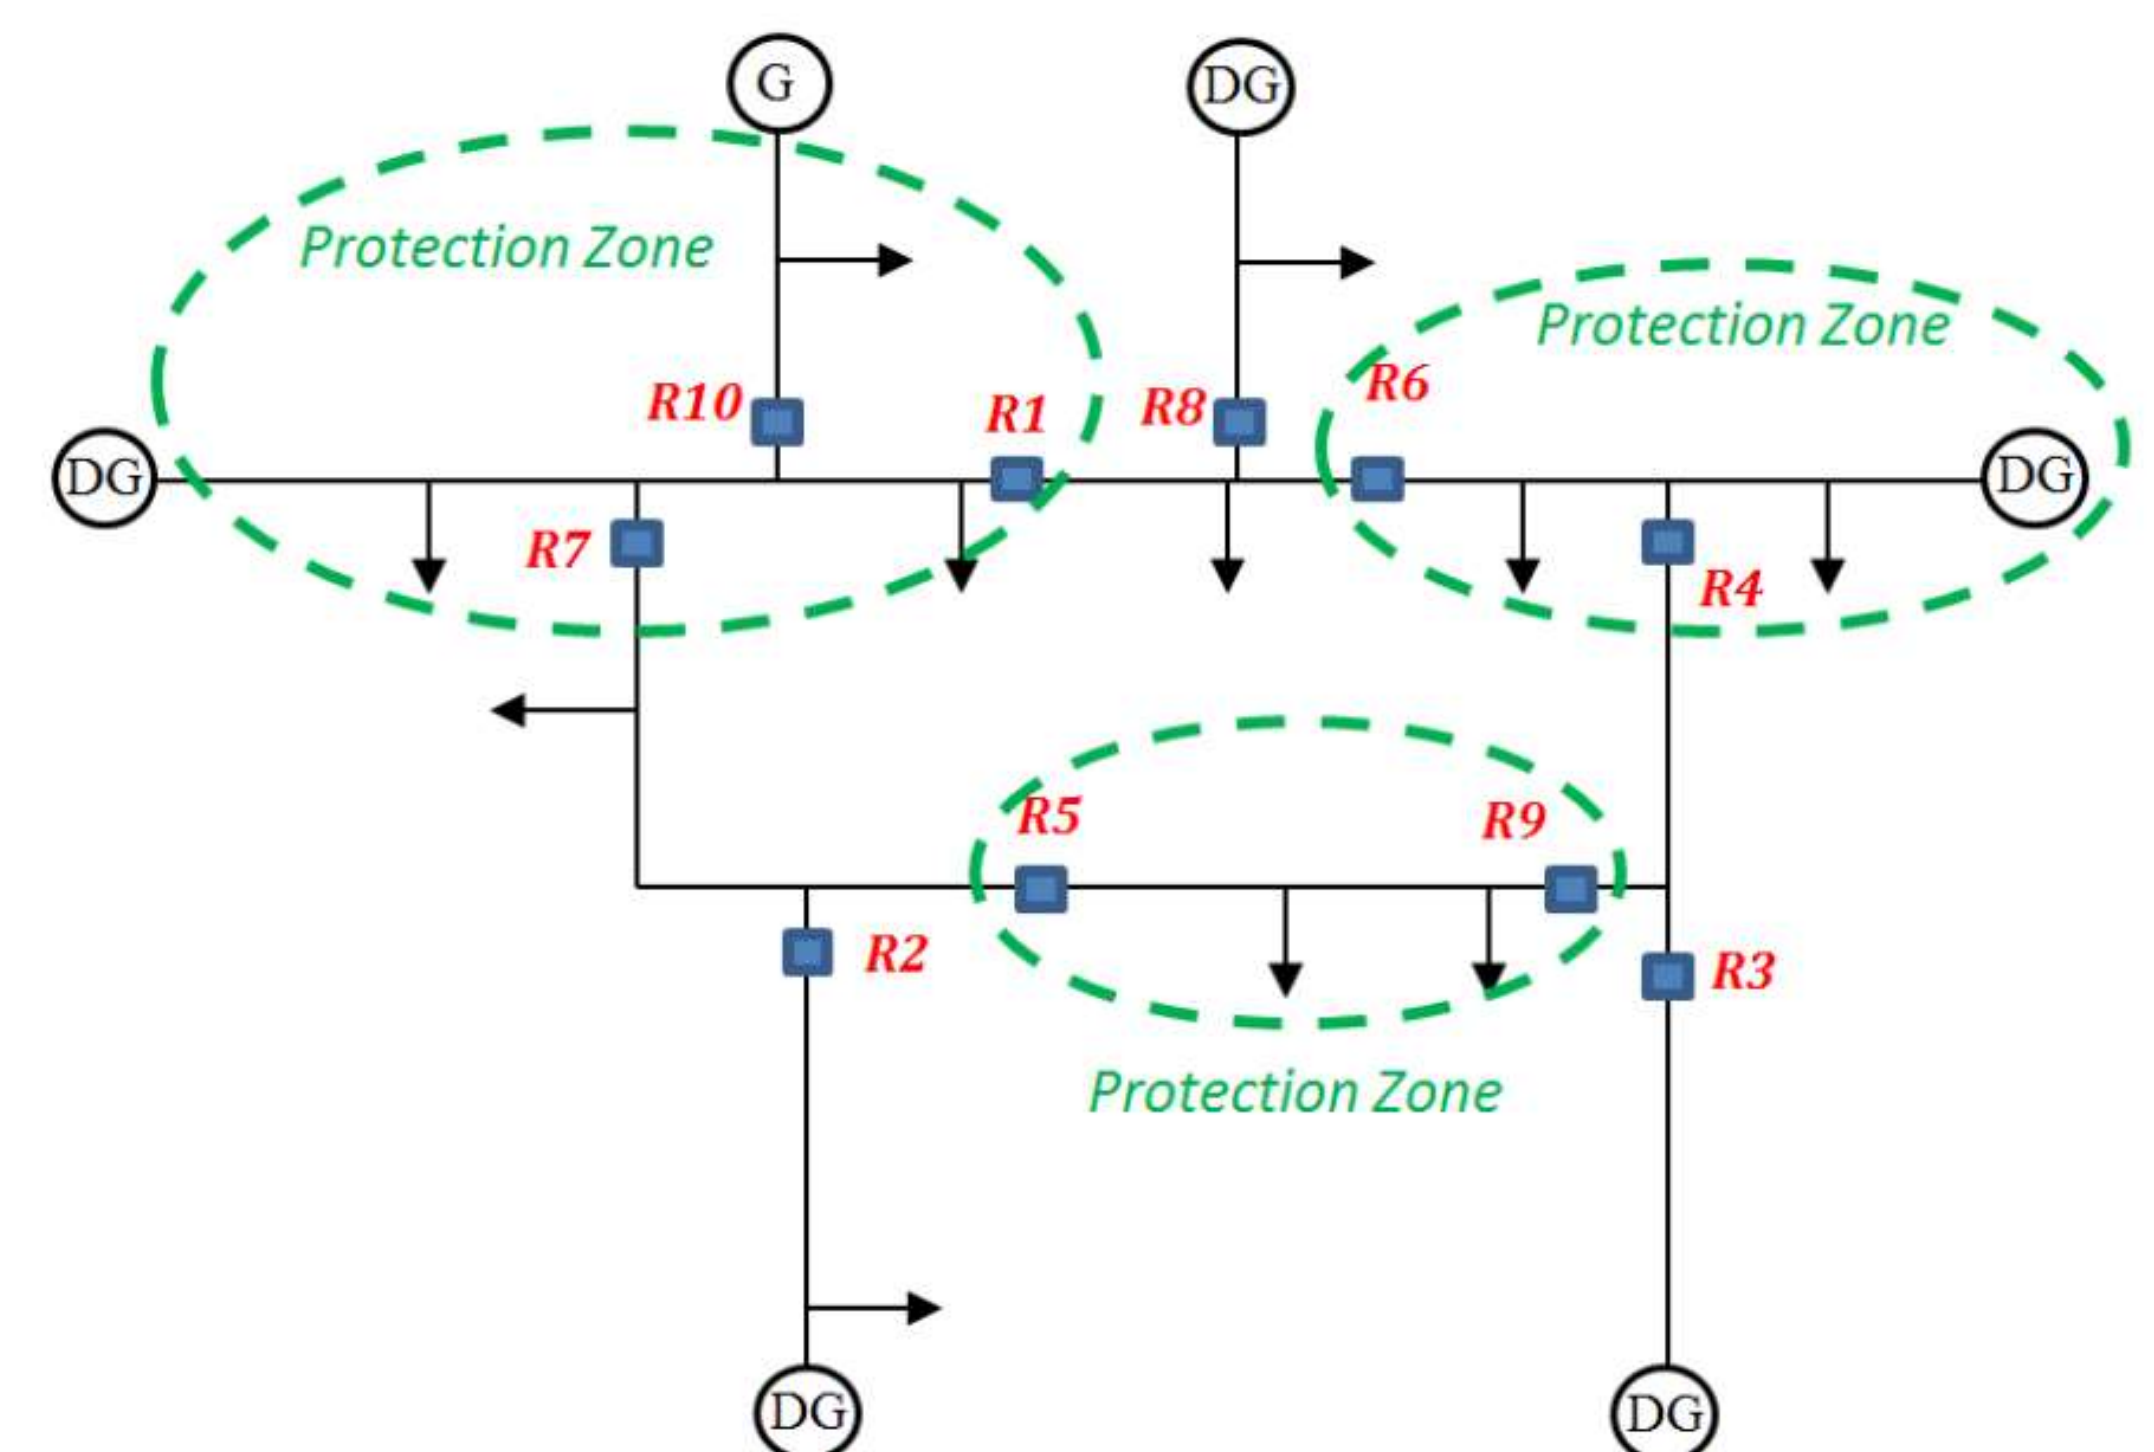 G
DG
Protection Zone
Protection Zone
R10
R1
R8
R6
DG
DG
R7
R4
R5
R9
R2
R3
Protection Zone
DG
DG